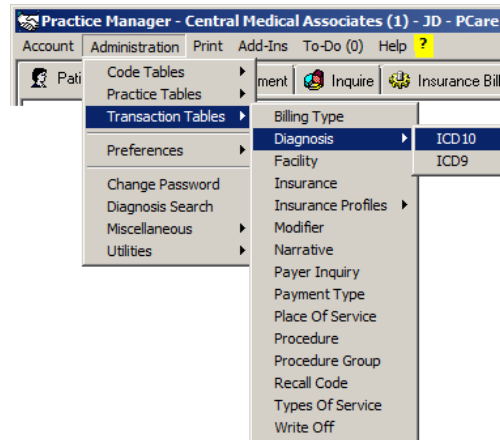 Practice Manager - Central Medical Associates (1) - JD - PCare
Account Administration Print Add-Ins To-Do (0) Help ?
Pati ment Inquire Insurance Bil
Code Tables
Practice Tables
Transaction Tables
Preferences
Change Password
Diagnosis Search
Miscellaneous
Utilities
Billing Type
Diagnosis
Facility
Insurance
Insurance Profiles
Modifier
Narrative
Payer Inquiry
Payment Type
Place Of Service
Procedure
Procedure Group
Recall Code
Types Of Service
Write Off
ICD10
ICD9